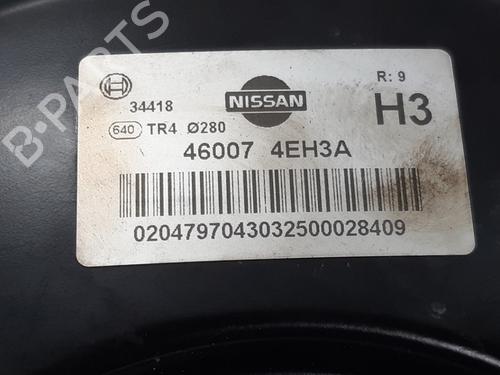 B-PARTS
R: 9
34418
NISSAN
H3
640 TR4 Ø280
46007 4EH3A
0204797043032500028409